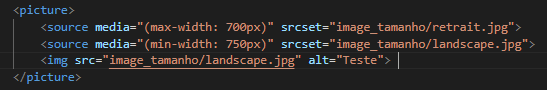 <picture>
<source media="(max-width: 700px)" srcset="image_tamanho/retrait.jpg">
<source media="(min-width: 750px)" srcset="image_tamanho/landscape.jpg">
<img src="image_tamanho/landscape.jpg" alt="Teste">
</picture>